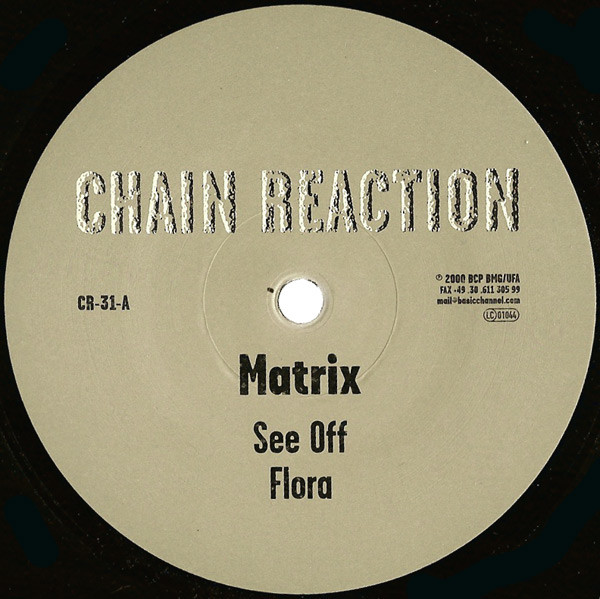 CHAIN REACTION
CR-31-A
℗ 2000 BCP BMG/UFA
FAX +49 .30 .611 305 99
mail@basicchannel.com
LC 01044
Matrix
See Off
Flora